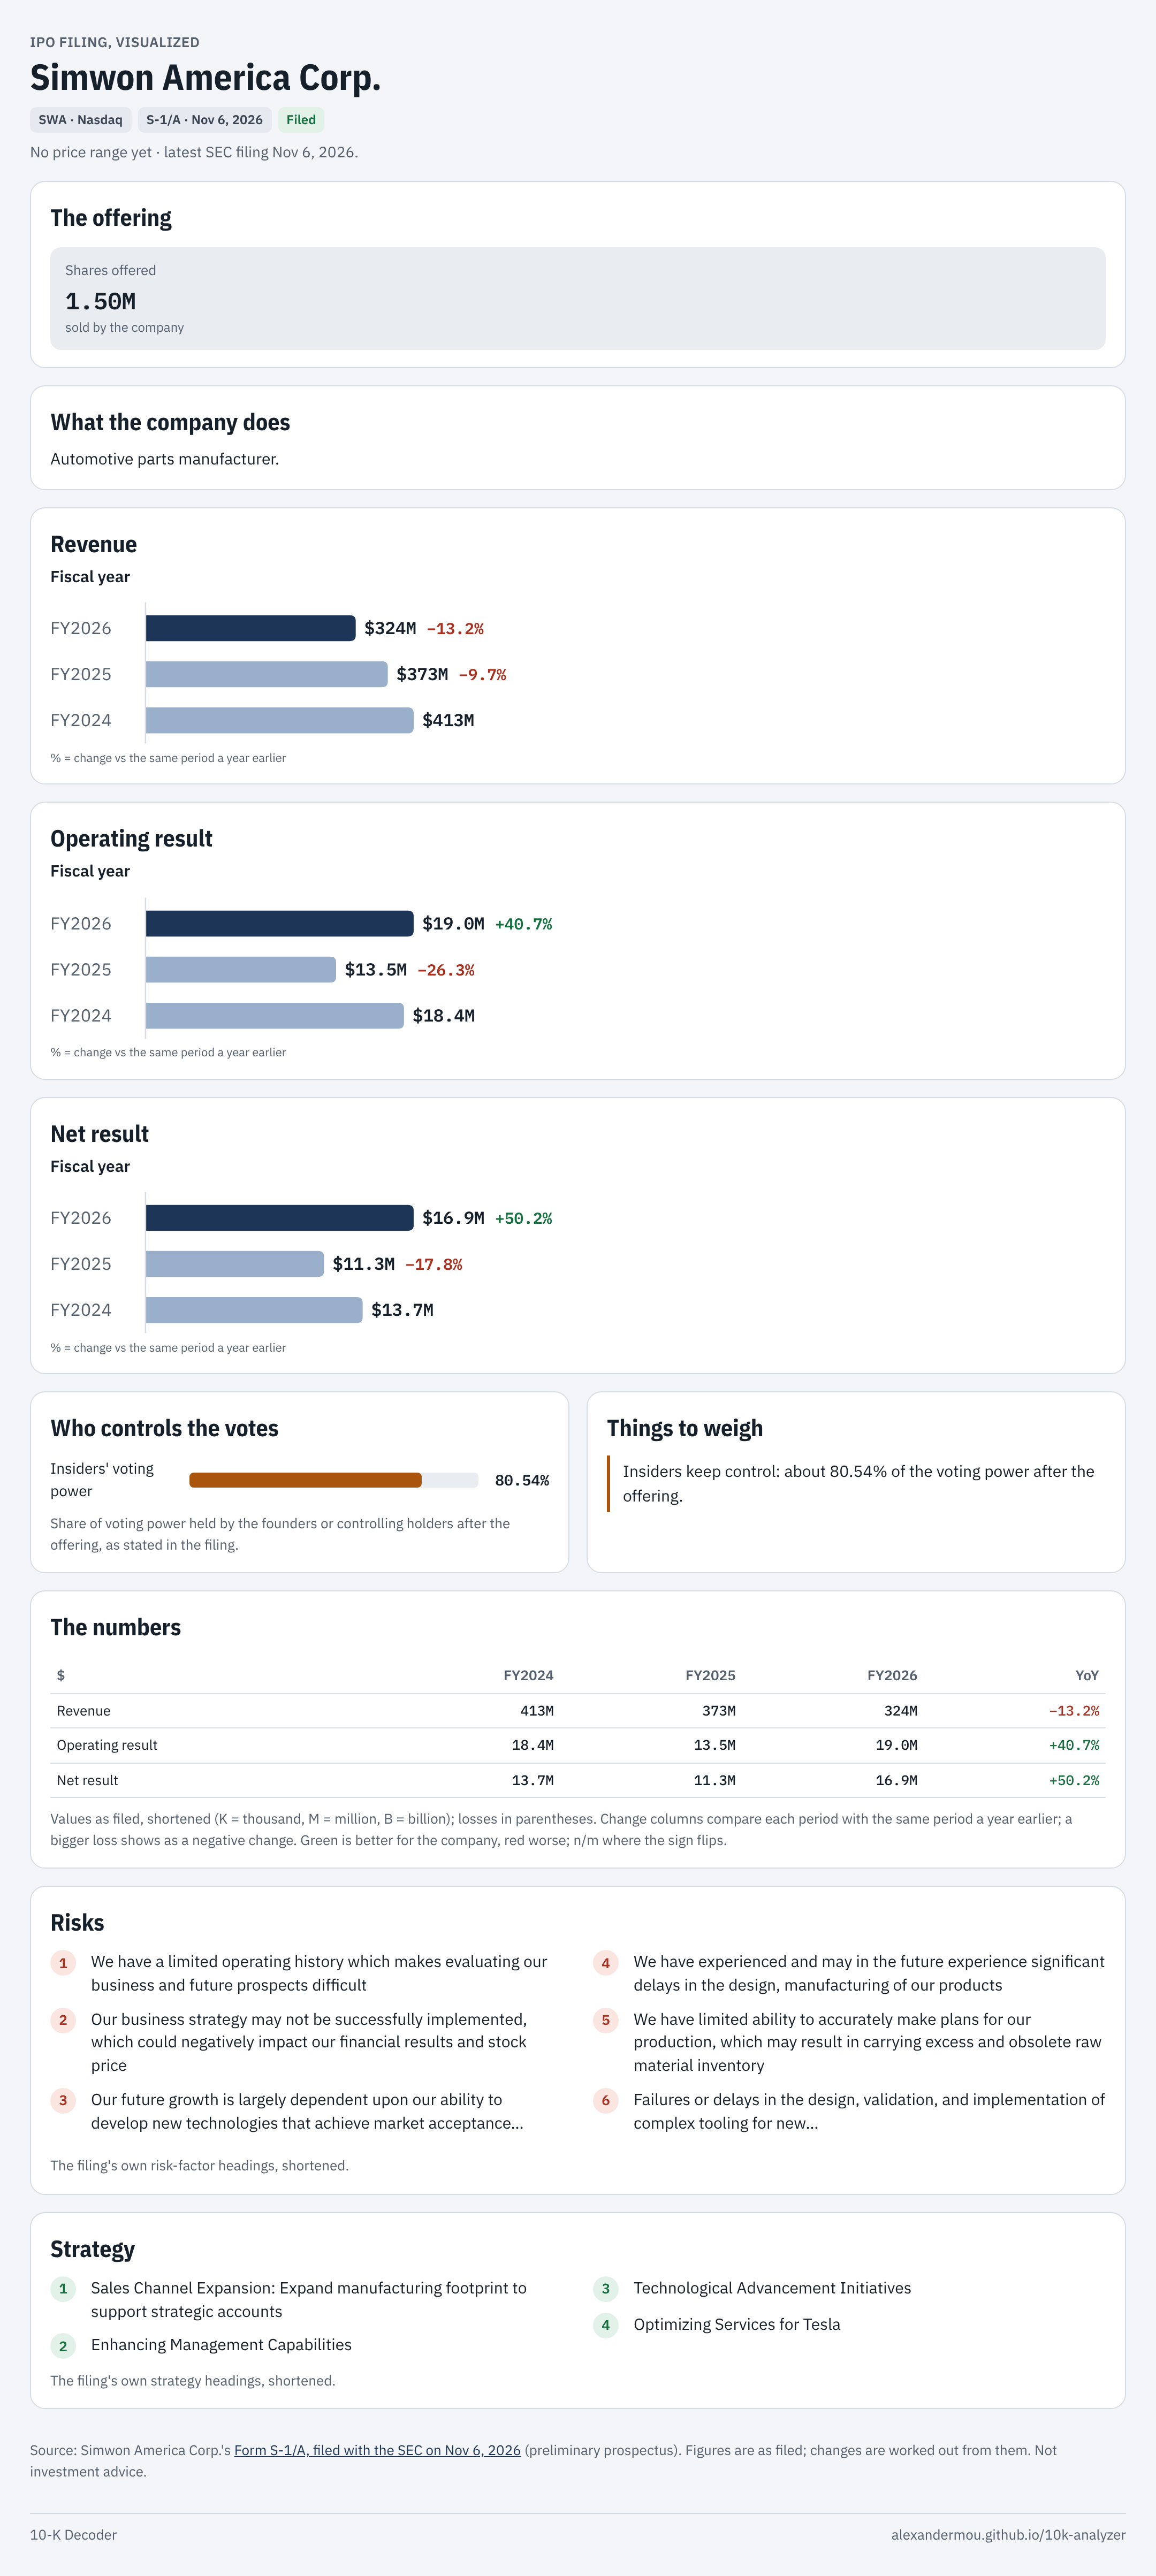 IPO FILING, VISUALIZED
Simwon America Corp.
SWA · Nasdaq
S-1/A · Nov 6, 2026
Filed
No price range yet · latest SEC filing Nov 6, 2026.
The offering
Shares offered
1.50M
sold by the company
What the company does
Automotive parts manufacturer.
Revenue
Fiscal year
FY2026 $324M −13.2%
FY2025 $373M −9.7%
FY2024 $413M
% = change vs the same period a year earlier
Operating result
Fiscal year
FY2026 $19.0M +40.7%
FY2025 $13.5M −26.3%
FY2024 $18.4M
% = change vs the same period a year earlier
Net result
Fiscal year
FY2026 $16.9M +50.2%
FY2025 $11.3M −17.8%
FY2024 $13.7M
% = change vs the same period a year earlier
Who controls the votes
Insiders' voting
power
80.54%
Share of voting power held by the founders or controlling holders after the
offering, as stated in the filing.
Things to weigh
Insiders keep control: about 80.54% of the voting power after the
offering.
The numbers
$ FY2024 FY2025 FY2026 YoY
Revenue 413M 373M 324M −13.2%
Operating result 18.4M 13.5M 19.0M +40.7%
Net result 13.7M 11.3M 16.9M +50.2%
Values as filed, shortened (K = thousand, M = million, B = billion); losses in parentheses. Change columns compare each period with the same period a year earlier; a
bigger loss shows as a negative change. Green is better for the company, red worse; n/m where the sign flips.
Risks
1 We have a limited operating history which makes evaluating our
business and future prospects difficult
2 Our business strategy may not be successfully implemented,
which could negatively impact our financial results and stock
price
3 Our future growth is largely dependent upon our ability to
develop new technologies that achieve market acceptance...
4 We have experienced and may in the future experience significant
delays in the design, manufacturing of our products
5 We have limited ability to accurately make plans for our
production, which may result in carrying excess and obsolete raw
material inventory
6 Failures or delays in the design, validation, and implementation of
complex tooling for new...
The filing's own risk-factor headings, shortened.
Strategy
1 Sales Channel Expansion: Expand manufacturing footprint to
support strategic accounts
2 Enhancing Management Capabilities
3 Technological Advancement Initiatives
4 Optimizing Services for Tesla
The filing's own strategy headings, shortened.
Source: Simwon America Corp.'s Form S-1/A, filed with the SEC on Nov 6, 2026 (preliminary prospectus). Figures are as filed; changes are worked out from them. Not
investment advice.
10-K Decoder
alexandermou.github.io/10k-analyzer